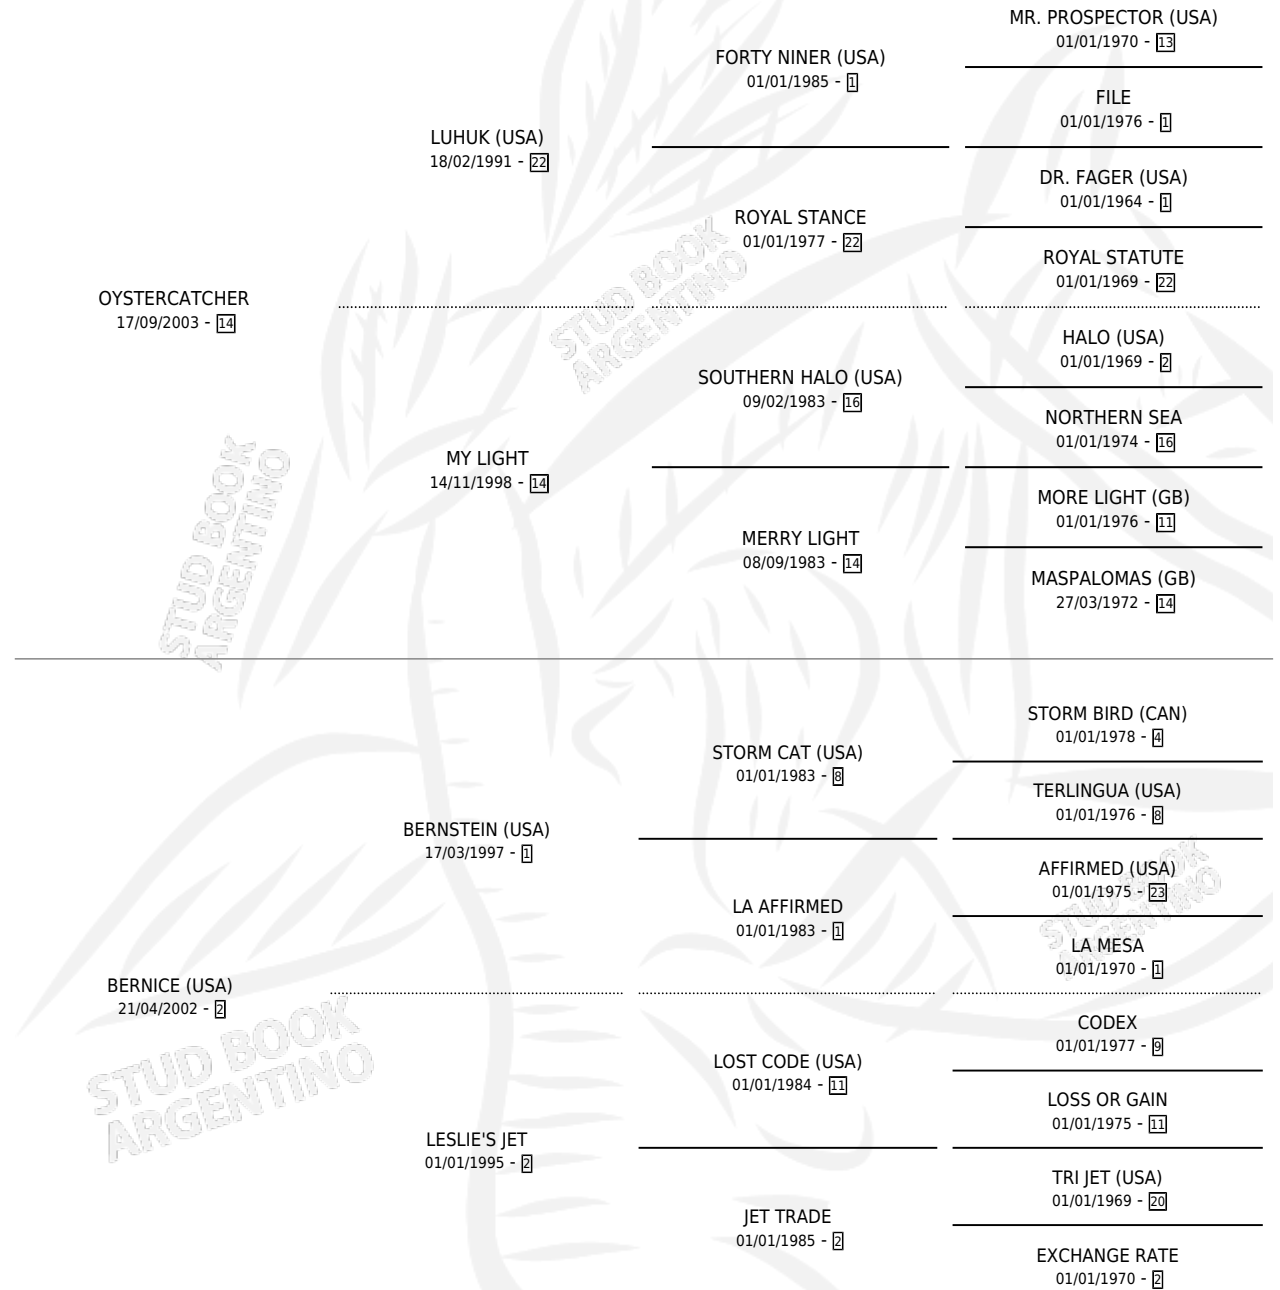 MR. PROSPECTOR (USA)
01/01/1970 - 13
FORTY NINER (USA)
01/01/1985 - 1
FILE
01/01/1976 - 1
LUHUK (USA)
18/02/1991 - 22
DR. FAGER (USA)
01/01/1964 - 1
ROYAL STANCE
01/01/1977 - 22
ROYAL STATUTE
01/01/1969 - 22
OYSTERCATCHER
17/09/2003 - 14
HALO (USA)
01/01/1969 - 2
SOUTHERN HALO (USA)
09/02/1983 - 16
NORTHERN SEA
01/01/1974 - 16
MY LIGHT
14/11/1998 - 14
MORE LIGHT (GB)
01/01/1976 - 11
MERRY LIGHT
08/09/1983 - 14
MASPALOMAS (GB)
27/03/1972 - 14
STUD BOOK
ARGENTINO
STUD BOOK
ARGENTINO
STORM BIRD (CAN)
01/01/1978 - 4
STORM CAT (USA)
01/01/1983 - 8
TERLINGUA (USA)
01/01/1976 - 8
BERNSTEIN (USA)
17/03/1997 - 1
AFFIRMED (USA)
01/01/1975 - 23
LA AFFIRMED
01/01/1983 - 1
LA MESA
01/01/1970 - 1
BERNICE (USA)
21/04/2002 - 2
CODEX
01/01/1977 - 9
LOST CODE (USA)
01/01/1984 - 11
LOSS OR GAIN
01/01/1975 - 11
LESLIE'S JET
01/01/1995 - 2
TRI JET (USA)
01/01/1969 - 20
JET TRADE
01/01/1985 - 2
EXCHANGE RATE
01/01/1970 - 2
STUD BOOK
ARGENTINO
STUD BOOK
ARGENTINO